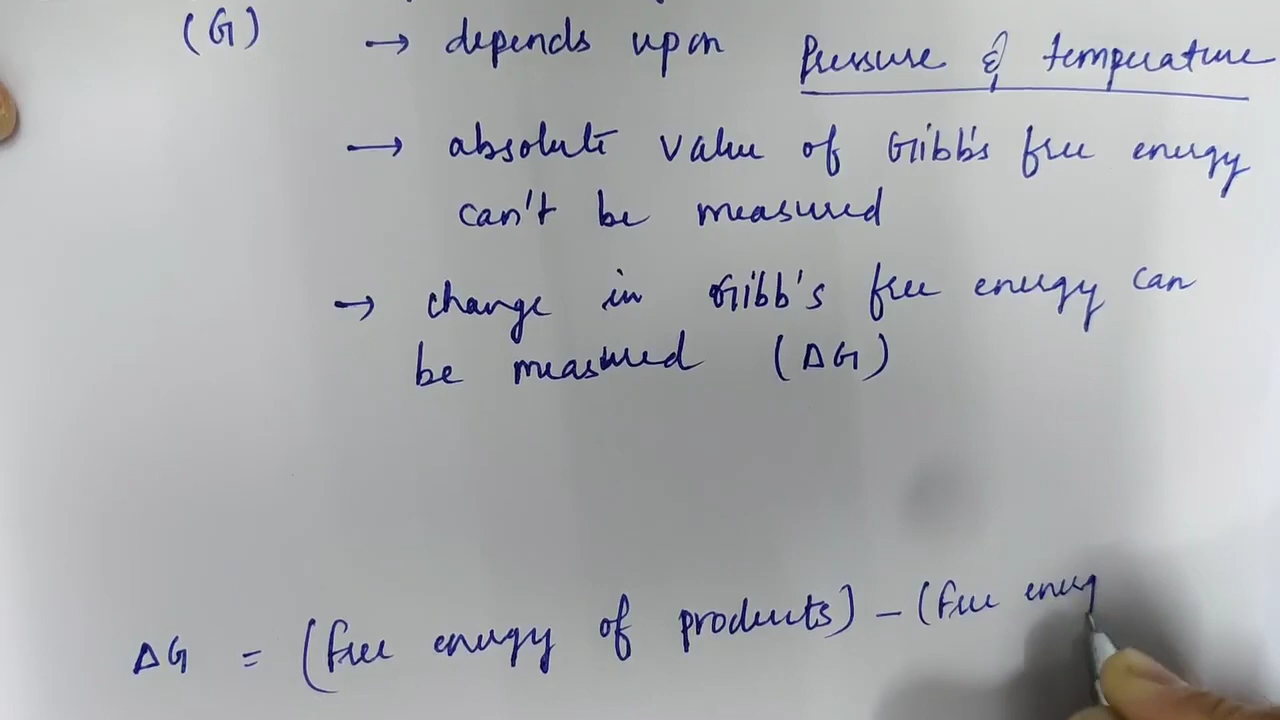 (G) → depends upon Pressure & temperature
→ absolute value of Gibb's free energy
can't be measured
→ change in Gibb's free energy can
be measured (ΔG)
ΔG = (free energy of products) – (free energ